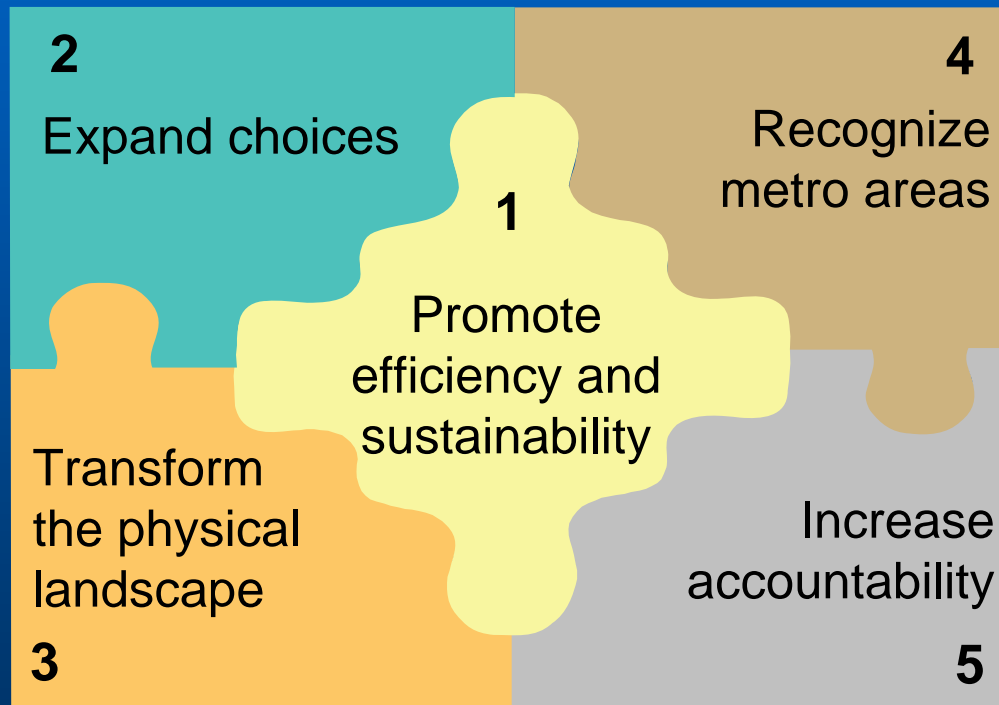 2
Expand choices
4
Recognize
metro areas
1
Promote
efficiency and
sustainability
Transform
the physical
landscape
3
Increase
accountability
5